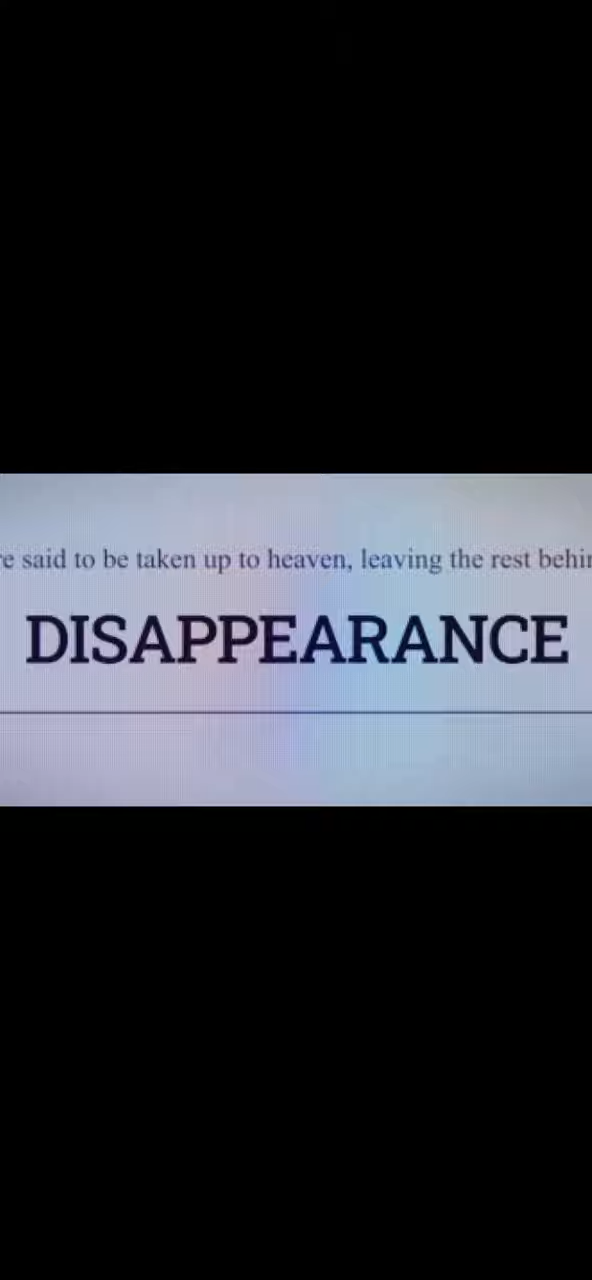 said to be taken up to heaven, leaving the rest
DISAPPEARANCE